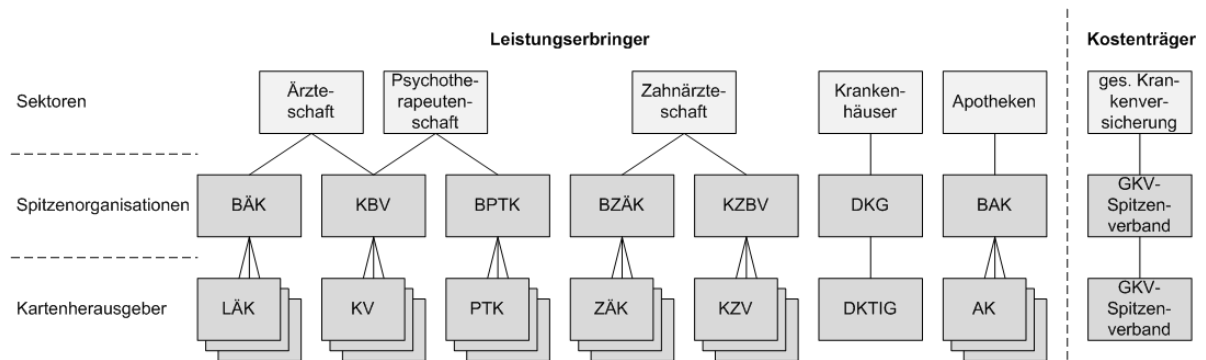 Leistungserbringer
Kostenträger
Sektoren
Ärzte-
schaft
Psychothe-
rapeuten-
schaft
Zahnärzte-
schaft
Kranken-
häuser
Apotheken
ges. Kran-
kenver-
sicherung
Spitzenorganisationen
BÄK
KBV
BPTK
BZÄK
KZBV
DKG
BAK
GKV-
Spitzen-
verband
Kartenherausgeber
LÄK
KV
PTK
ZÄK
KZV
DKTIG
AK
GKV-
Spitzen-
verband